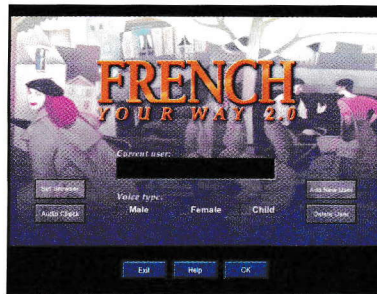 FRENCH
YOUR WAY 2.0
Current user:
Set Browser
Add New User
Voice type:
Audio Check
Male Female Child
Delete User
Exit Help OK